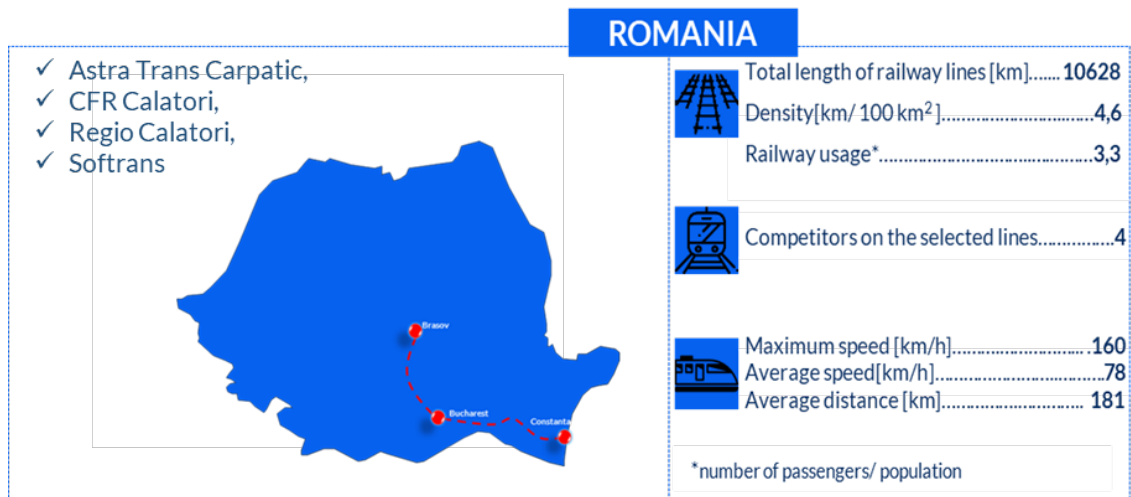 ROMANIA
✓ Astra Trans Carpatic,
✓ CFR Calatori,
✓ Regio Calatori,
✓ Softrans
Brasov
Bucharest
Constanta
Total length of railway lines [km]....... 10628
Density[km/ 100 km²]..............................4,6
Railway usage*........................................3,3
Competitors on the selected lines...............4
Maximum speed [km/h]..........................160
Average speed[km/h]...............................78
Average distance [km]........................... 181
*number of passengers/ population